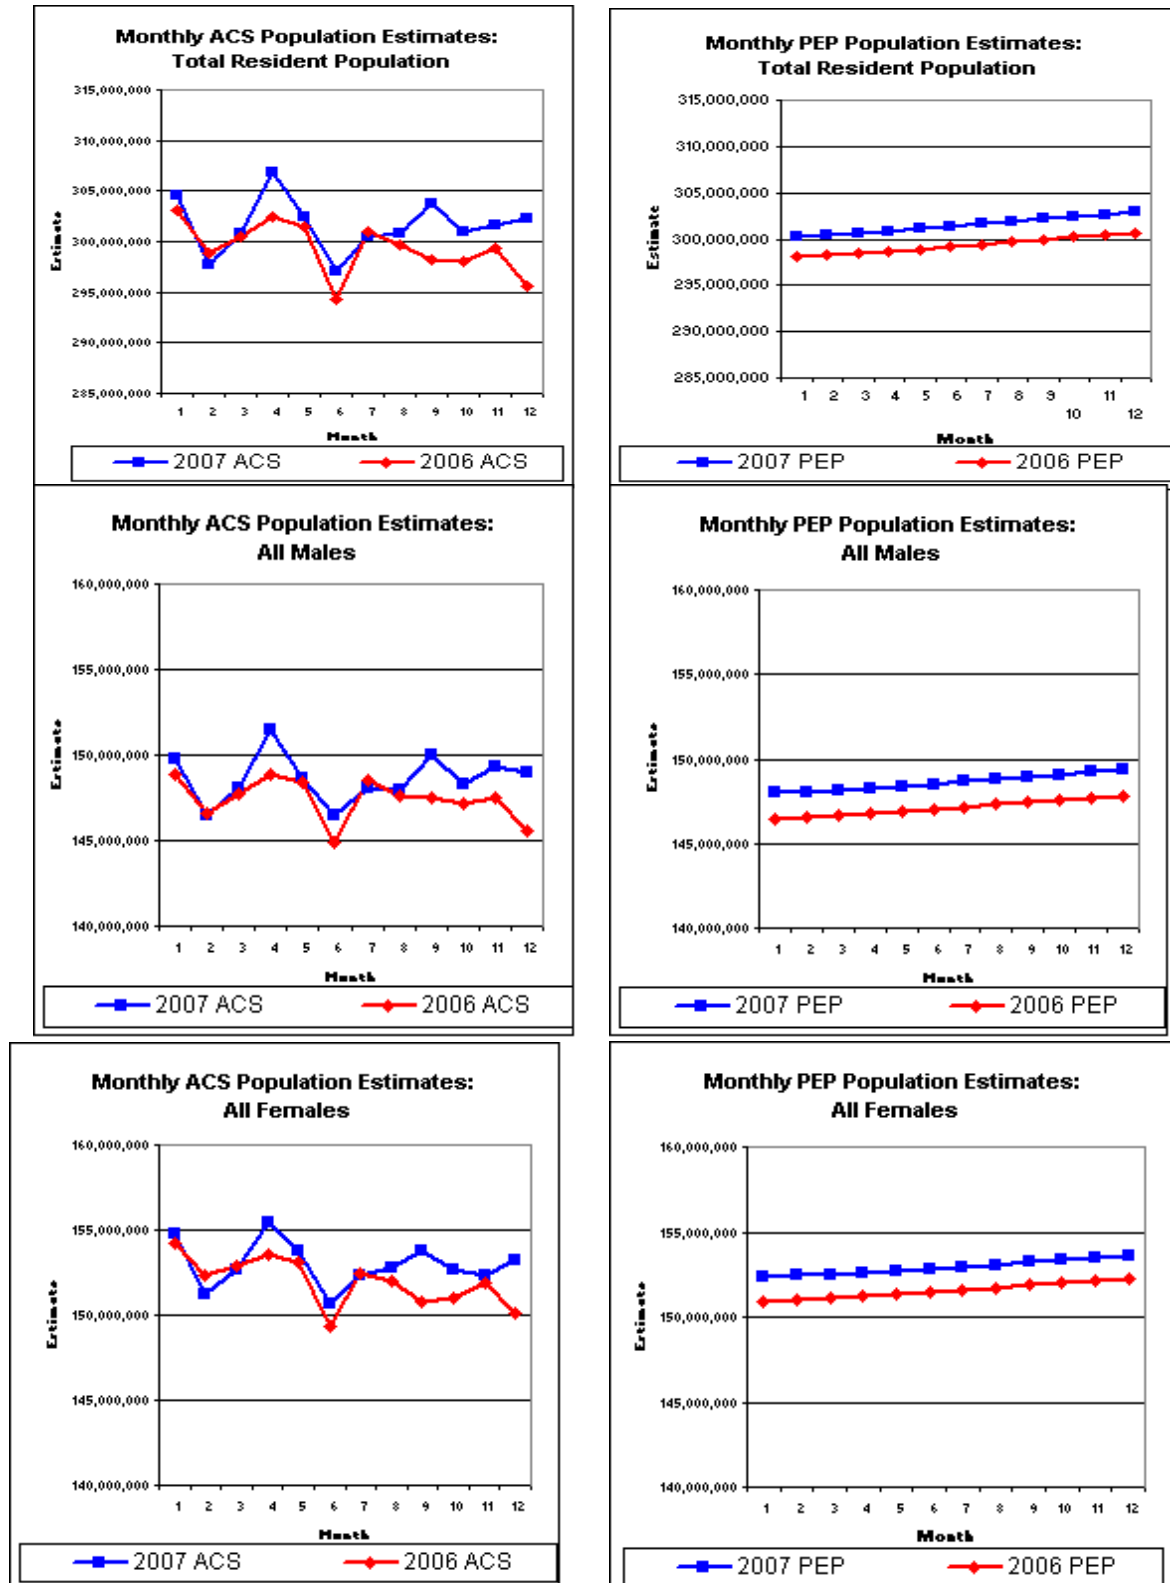 Monthly ACS Population Estimates:
Total Resident Population
315,000,000
310,000,000
305,000,000
300,000,000
295,000,000
290,000,000
285,000,000
Estimate
1 2 3 4 5 6 7 8 9 10 11 12
Month
2007 ACS 2006 ACS
Monthly PEP Population Estimates:
Total Resident Population
315,000,000
310,000,000
305,000,000
300,000,000
295,000,000
290,000,000
285,000,000
Estimate
1 2 3 4 5 6 7 8 9 10 11 12
Month
2007 PEP 2006 PEP
Monthly ACS Population Estimates:
All Males
160,000,000
155,000,000
150,000,000
145,000,000
140,000,000
Estimate
1 2 3 4 5 6 7 8 9 10 11 12
Month
2007 ACS 2006 ACS
Monthly PEP Population Estimates:
All Males
160,000,000
155,000,000
150,000,000
145,000,000
140,000,000
Estimate
1 2 3 4 5 6 7 8 9 10 11 12
Month
2007 PEP 2006 PEP
Monthly ACS Population Estimates:
All Females
160,000,000
155,000,000
150,000,000
145,000,000
140,000,000
Estimate
1 2 3 4 5 6 7 8 9 10 11 12
Month
2007 ACS 2006 ACS
Monthly PEP Population Estimates:
All Females
160,000,000
155,000,000
150,000,000
145,000,000
140,000,000
Estimate
1 2 3 4 5 6 7 8 9 10 11 12
Month
2007 PEP 2006 PEP